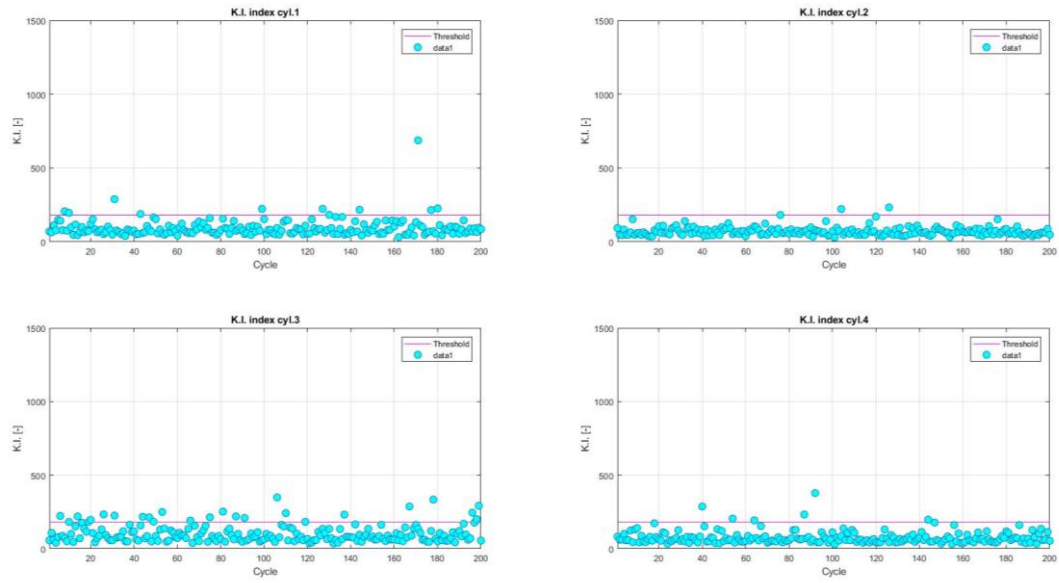 K.I. index cyl.1
1500
1000
500
0
K.I. [-]
20 40 60 80 100 120 140 160 180 200
Cycle
Threshold
data1
K.I. index cyl.2
1500
1000
500
0
K.I. [-]
20 40 60 80 100 120 140 160 180 200
Cycle
Threshold
data1
K.I. index cyl.3
1500
1000
500
0
K.I. [-]
20 40 60 80 100 120 140 160 180 200
Cycle
Threshold
data1
K.I. index cyl.4
1500
1000
500
0
K.I. [-]
20 40 60 80 100 120 140 160 180 200
Cycle
Threshold
data1